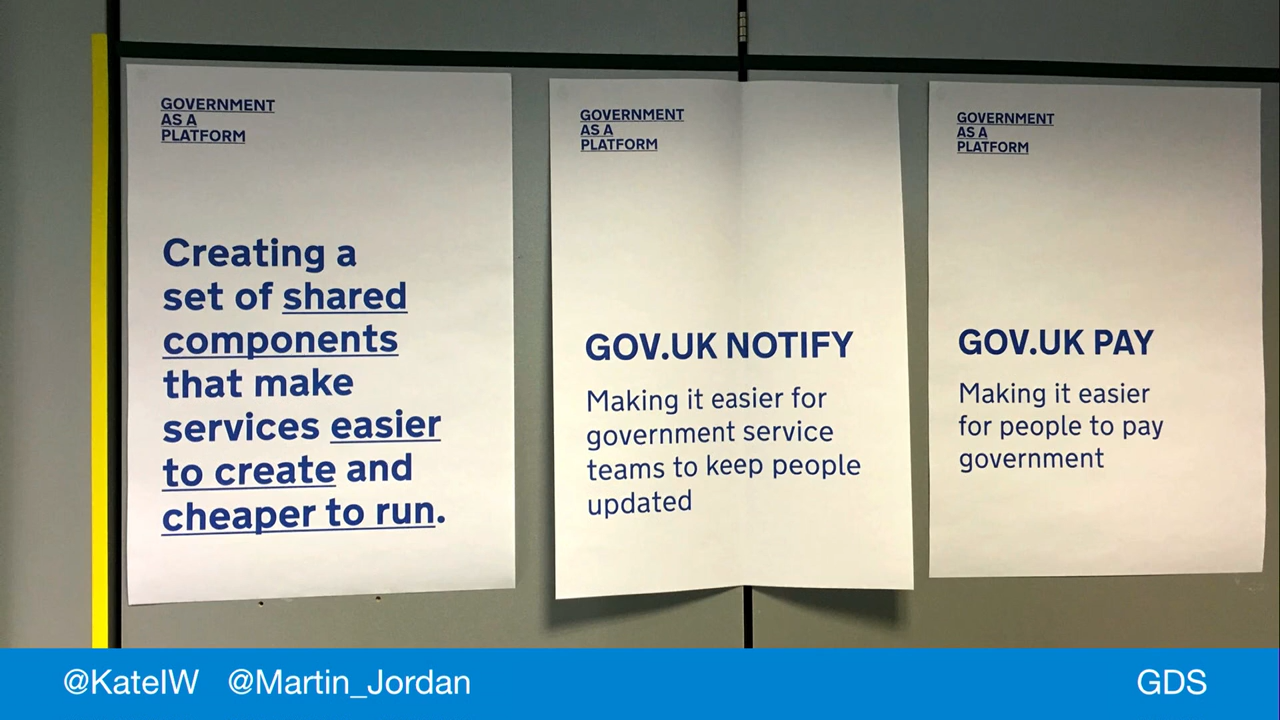 GOVERNMENT
AS A
PLATFORM
Creating a
set of shared
components
that make
services easier
to create and
cheaper to run.
GOVERNMENT
AS A
PLATFORM
GOV.UK NOTIFY
Making it easier for
government service
teams to keep people
updated
GOVERNMENT
AS A
PLATFORM
GOV.UK PAY
Making it easier
for people to pay
government
@KateIW @Martin_Jordan GDS